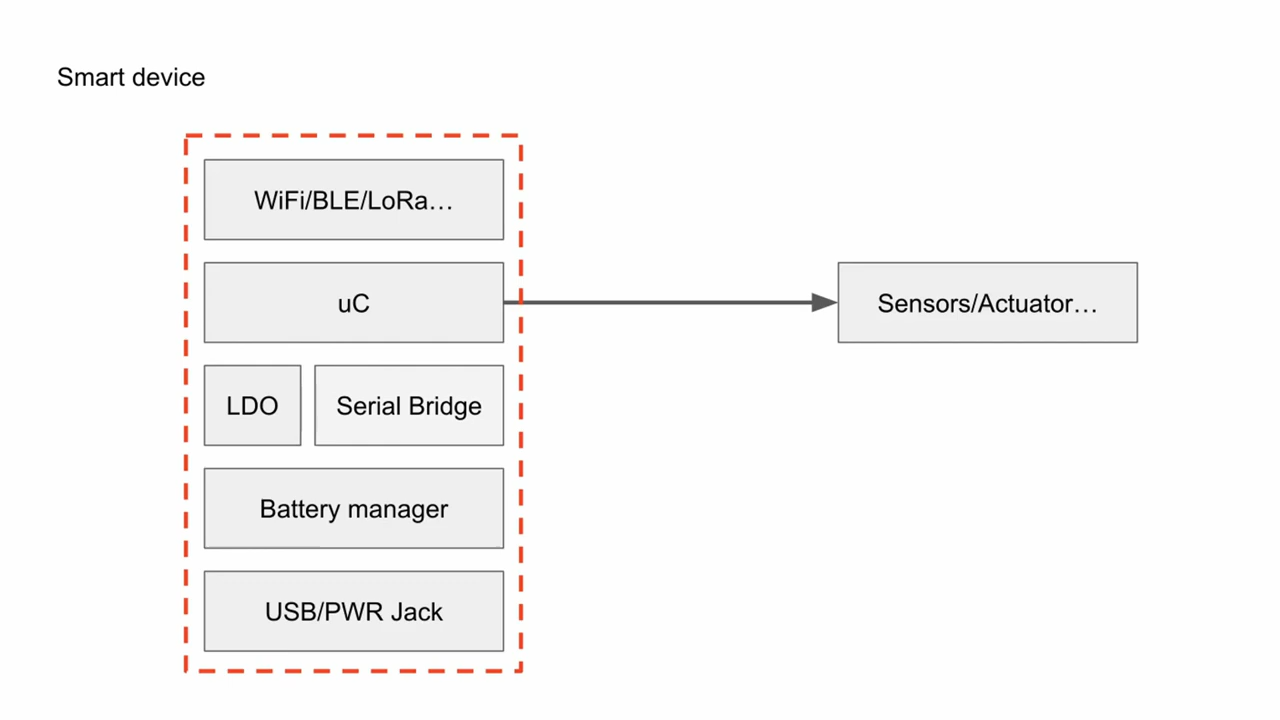 Smart device
WiFi/BLE/LoRa…
uC
Sensors/Actuator…
LDO
Serial Bridge
Battery manager
USB/PWR Jack